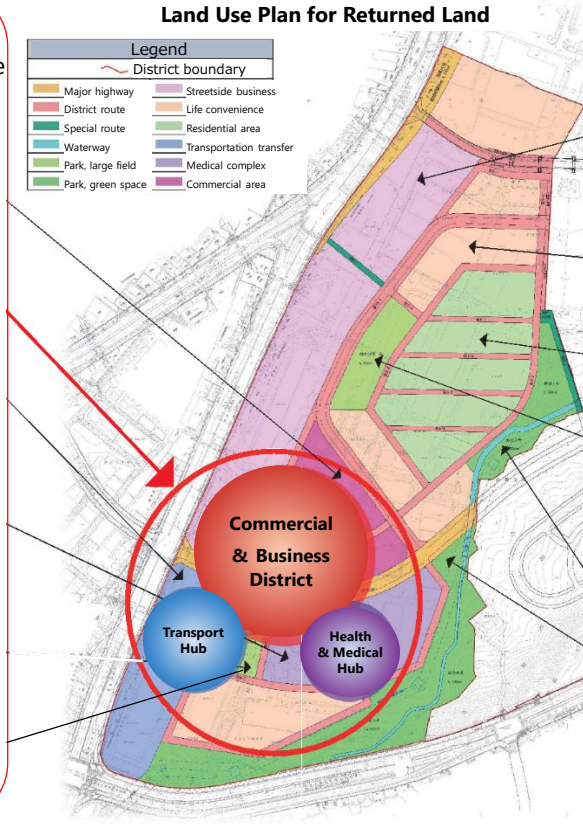 Land Use Plan for Returned Land
e
Legend
District boundary
Major highway
District route
Special route
Waterway
Park, large field
Park, green space
Streetside business
Life convenience
Residential area
Transportation transfer
Medical complex
Commercial area
Commercial
& Business
District
Transport
Hub
Health
& Medical
Hub